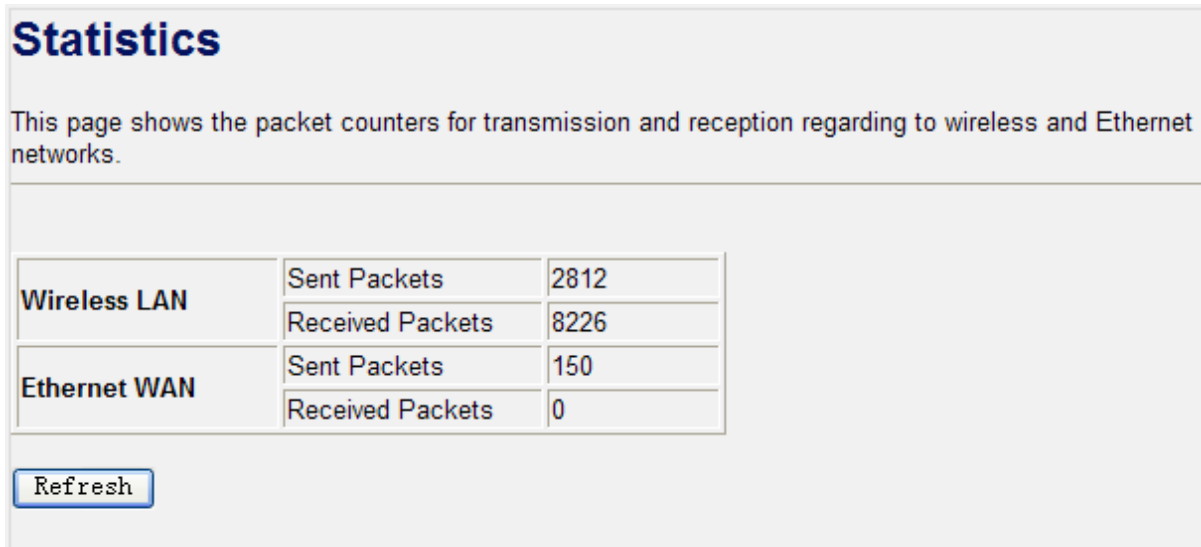 Statistics
This page shows the packet counters for transmission and reception regarding to wireless and Ethernet
networks.
Wireless LAN
Sent Packets 2812
Received Packets 8226
Ethernet WAN
Sent Packets 150
Received Packets 0
Refresh